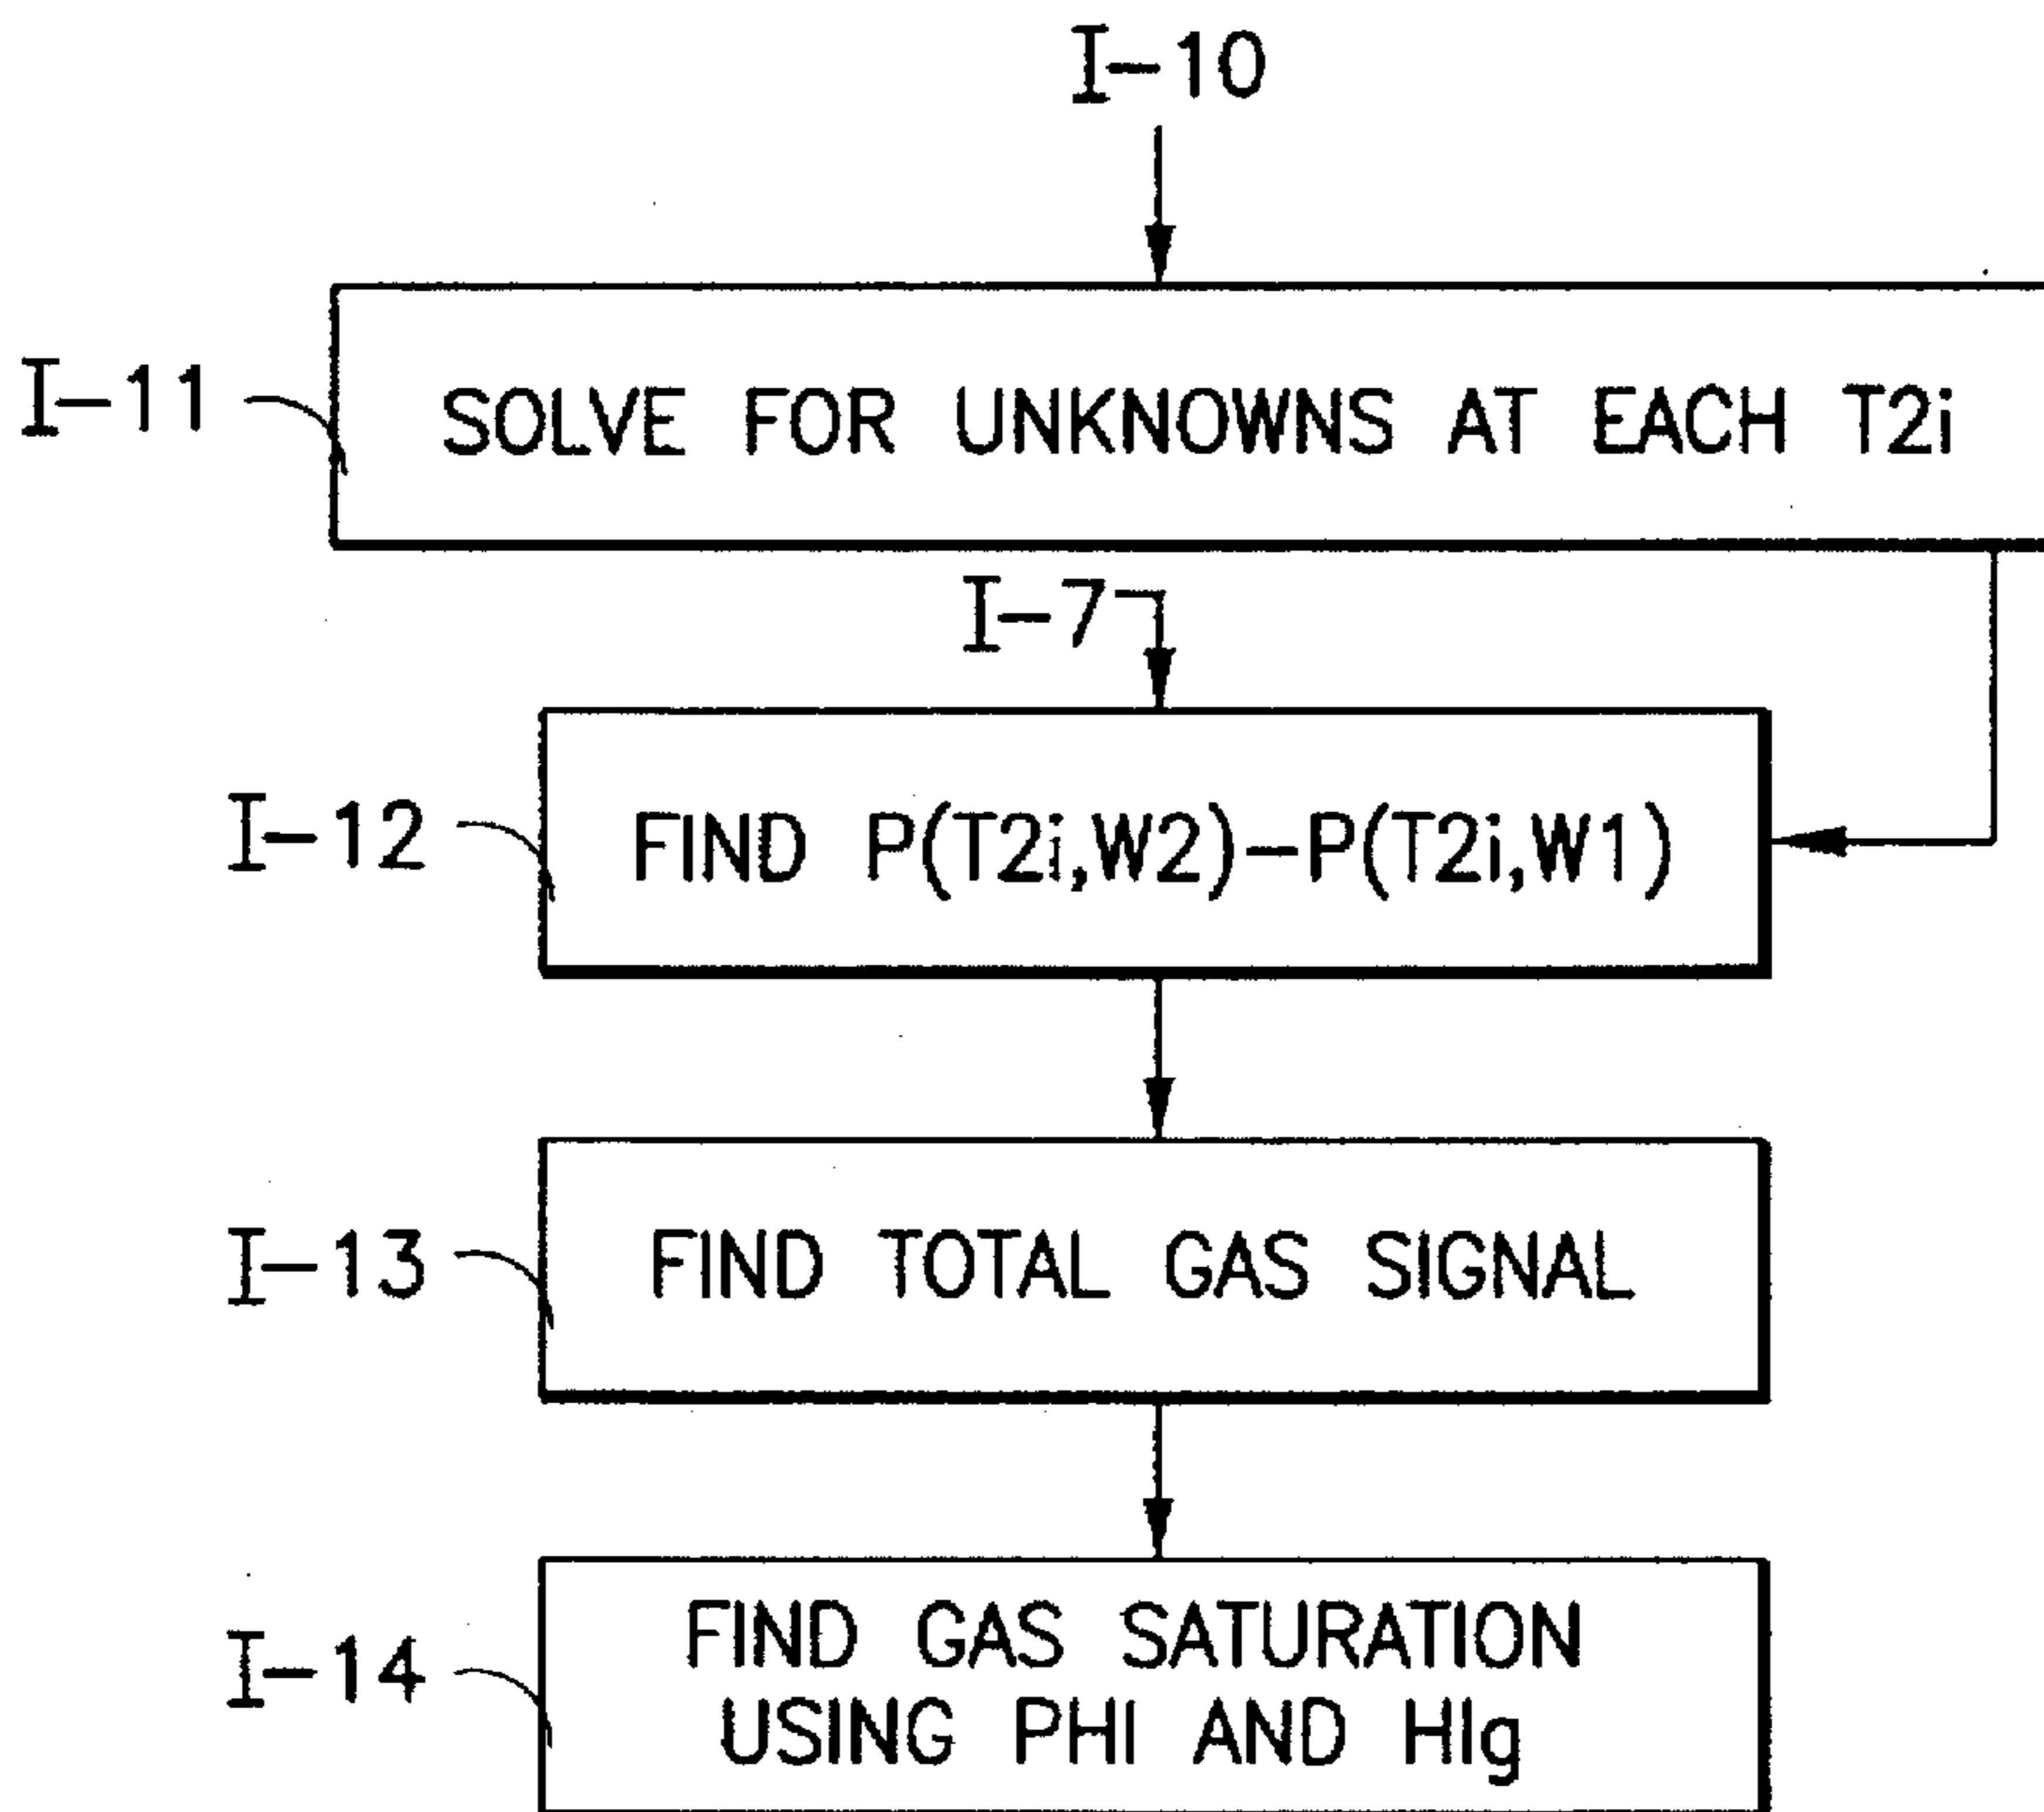 I-10
I-11
SOLVE FOR UNKNOWNS AT EACH T2i
I-7
I-12
FIND P(T2i,W2)-P(T2i,W1)
I-13
FIND TOTAL GAS SIGNAL
I-14
FIND GAS SATURATION
USING PHI AND HIg